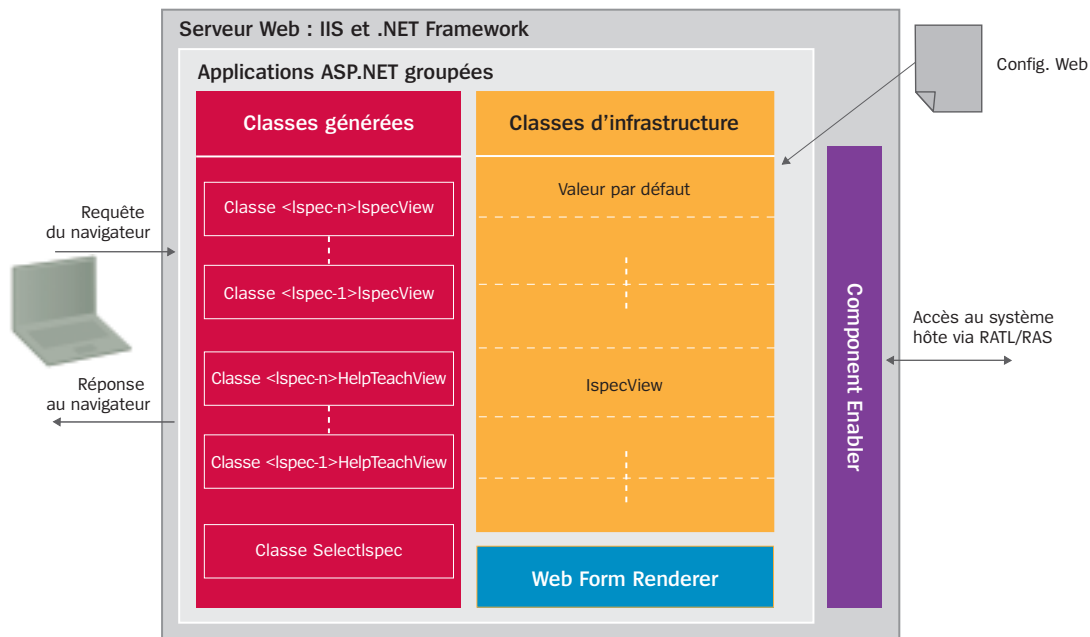 Serveur Web : IIS et .NET Framework
Applications ASP.NET groupées
Config. Web
Classes générées
Classes d’infrastructure
Requête
du navigateur
Réponse
au navigateur
Classe <Ispec-n>IspecView
Classe <Ispec-1>IspecView
Classe <Ispec-n>HelpTeachView
Classe <Ispec-1>HelpTeachView
Classe SelectIspec
Valeur par défaut
IspecView
Web Form Renderer
Component Enabler
Accès au système
hôte via RATL/RAS